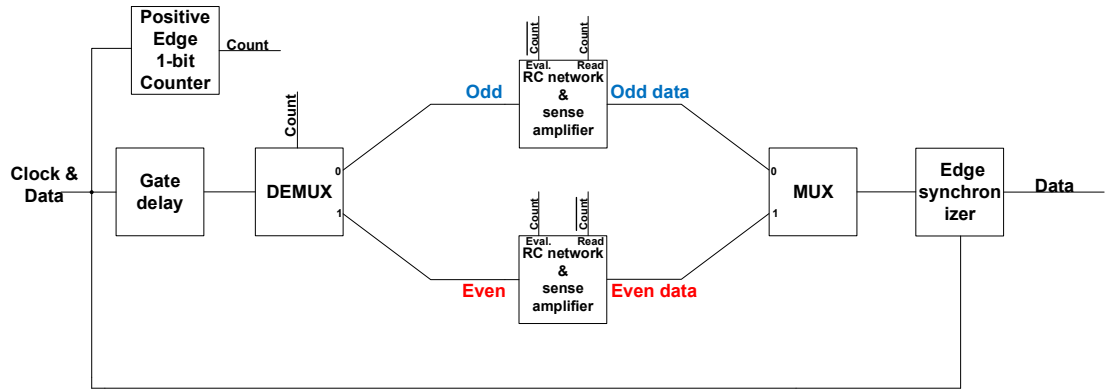 Positive
Edge
1-bit
Counter
Count
Count
Count
Eval.
Read
RC network
&
sense
amplifier
Odd
Odd data
Count
Clock &
Data
Gate
delay
DEMUX
0
1
0
1
MUX
Edge
synchron
izer
Data
Count
Count
Eval.
Read
RC network
&
sense
amplifier
Even
Even data